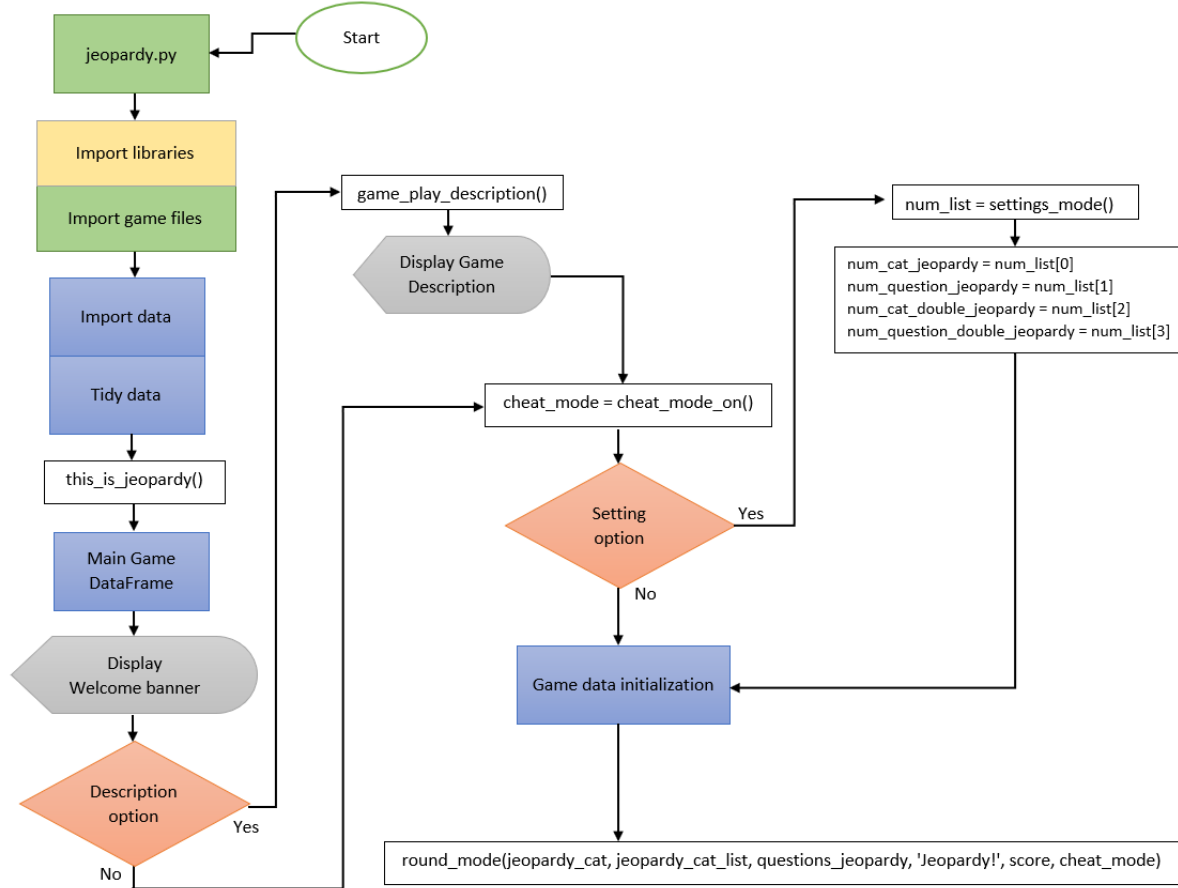 Start
jeopardy.py
Import libraries
Import game files
Import data
Tidy data
this_is_jeopardy()
Main Game
DataFrame
Display
Welcome banner
Description
option
Yes
No
game_play_description()
Display Game
Description
cheat_mode = cheat_mode_on()
Setting
option
Yes
No
num_list = settings_mode()
num_cat_jeopardy = num_list[0]
num_question_jeopardy = num_list[1]
num_cat_double_jeopardy = num_list[2]
num_question_double_jeopardy = num_list[3]
Game data initialization
round_mode(jeopardy_cat, jeopardy_cat_list, questions_jeopardy, 'Jeopardy!', score, cheat_mode)